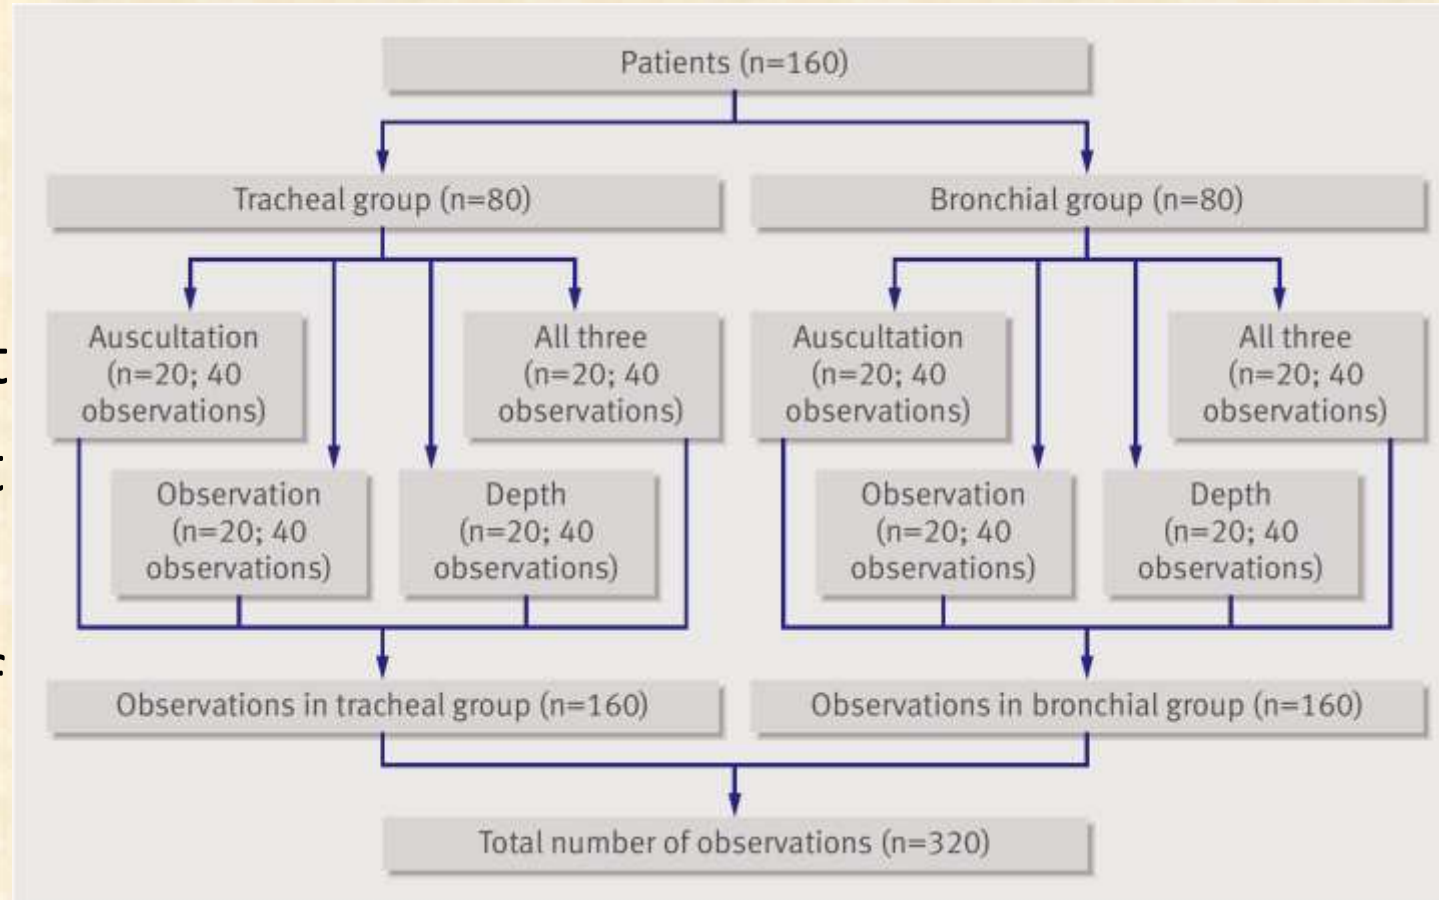 Patients (n=160)
Tracheal group (n=80)
Bronchial group (n=80)
Auscultation
(n=20; 40
observations)
All three
(n=20; 40
observations)
Auscultation
(n=20; 40
observations)
All three
(n=20; 40
observations)
Observation
(n=20; 40
observations)
Depth
(n=20; 40
observations)
Observation
(n=20; 40
observations)
Depth
(n=20; 40
observations)
Observations in tracheal group (n=160)
Observations in bronchial group (n=160)
Total number of observations (n=320)